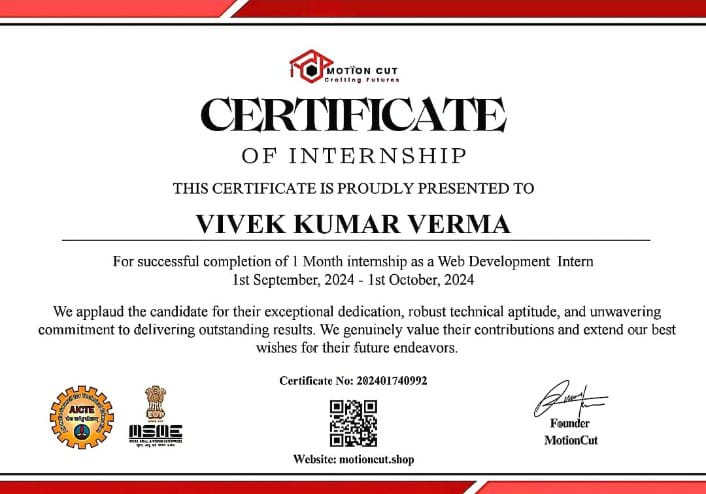 MOTION CUT
Crafting Futures
CERTIFICATE
OF INTERNSHIP
THIS CERTIFICATE IS PROUDLY PRESENTED TO
VIVEK KUMAR VERMA
For successful completion of 1 Month internship as a Web Development Intern
1st September, 2024 - 1st October, 2024
We applaud the candidate for their exceptional dedication, robust technical aptitude, and unwavering
commitment to delivering outstanding results. We genuinely value their contributions and extend our best
wishes for their future endeavors.
Certificate No: 202401740992
AICTE
MSME
Founder
MotionCut
Website: motioncut.shop